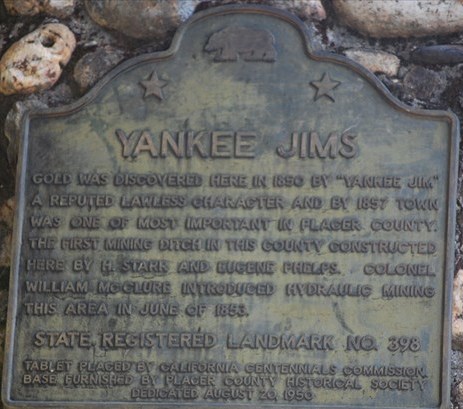 YANKEE JIMS
GOLD WAS DISCOVERED HERE IN 1850 BY "YANKEE JIM"
A REPUTED LAWLESS CHARACTER AND BY 1857 TOWN
WAS ONE OF MOST IMPORTANT IN PLACER COUNTY.
THE FIRST MINING DITCH IN THIS COUNTY CONSTRUCTED
HERE BY H. STARK AND EUGENE PHELPS. COLONEL
WILLIAM McCLURE INTRODUCED HYDRAULIC MINING
THIS AREA IN JUNE OF 1853.
STATE REGISTERED LANDMARK NO. 398
TABLET PLACED BY CALIFORNIA CENTENNIALS COMMISSION.
BASE FURNISHED BY PLACER COUNTY HISTORICAL SOCIETY
DEDICATED AUGUST 20, 1950